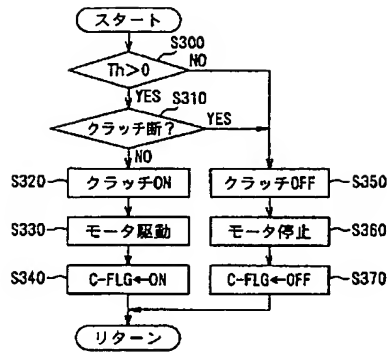 スタート
S300
Th>0
NO
YES
S310
クラッチ断?
YES
NO
S320
クラッチON
S350
クラッチOFF
S330
モータ駆動
S360
モータ停止
S340
C-FLG←ON
S370
C-FLG←OFF
リターン